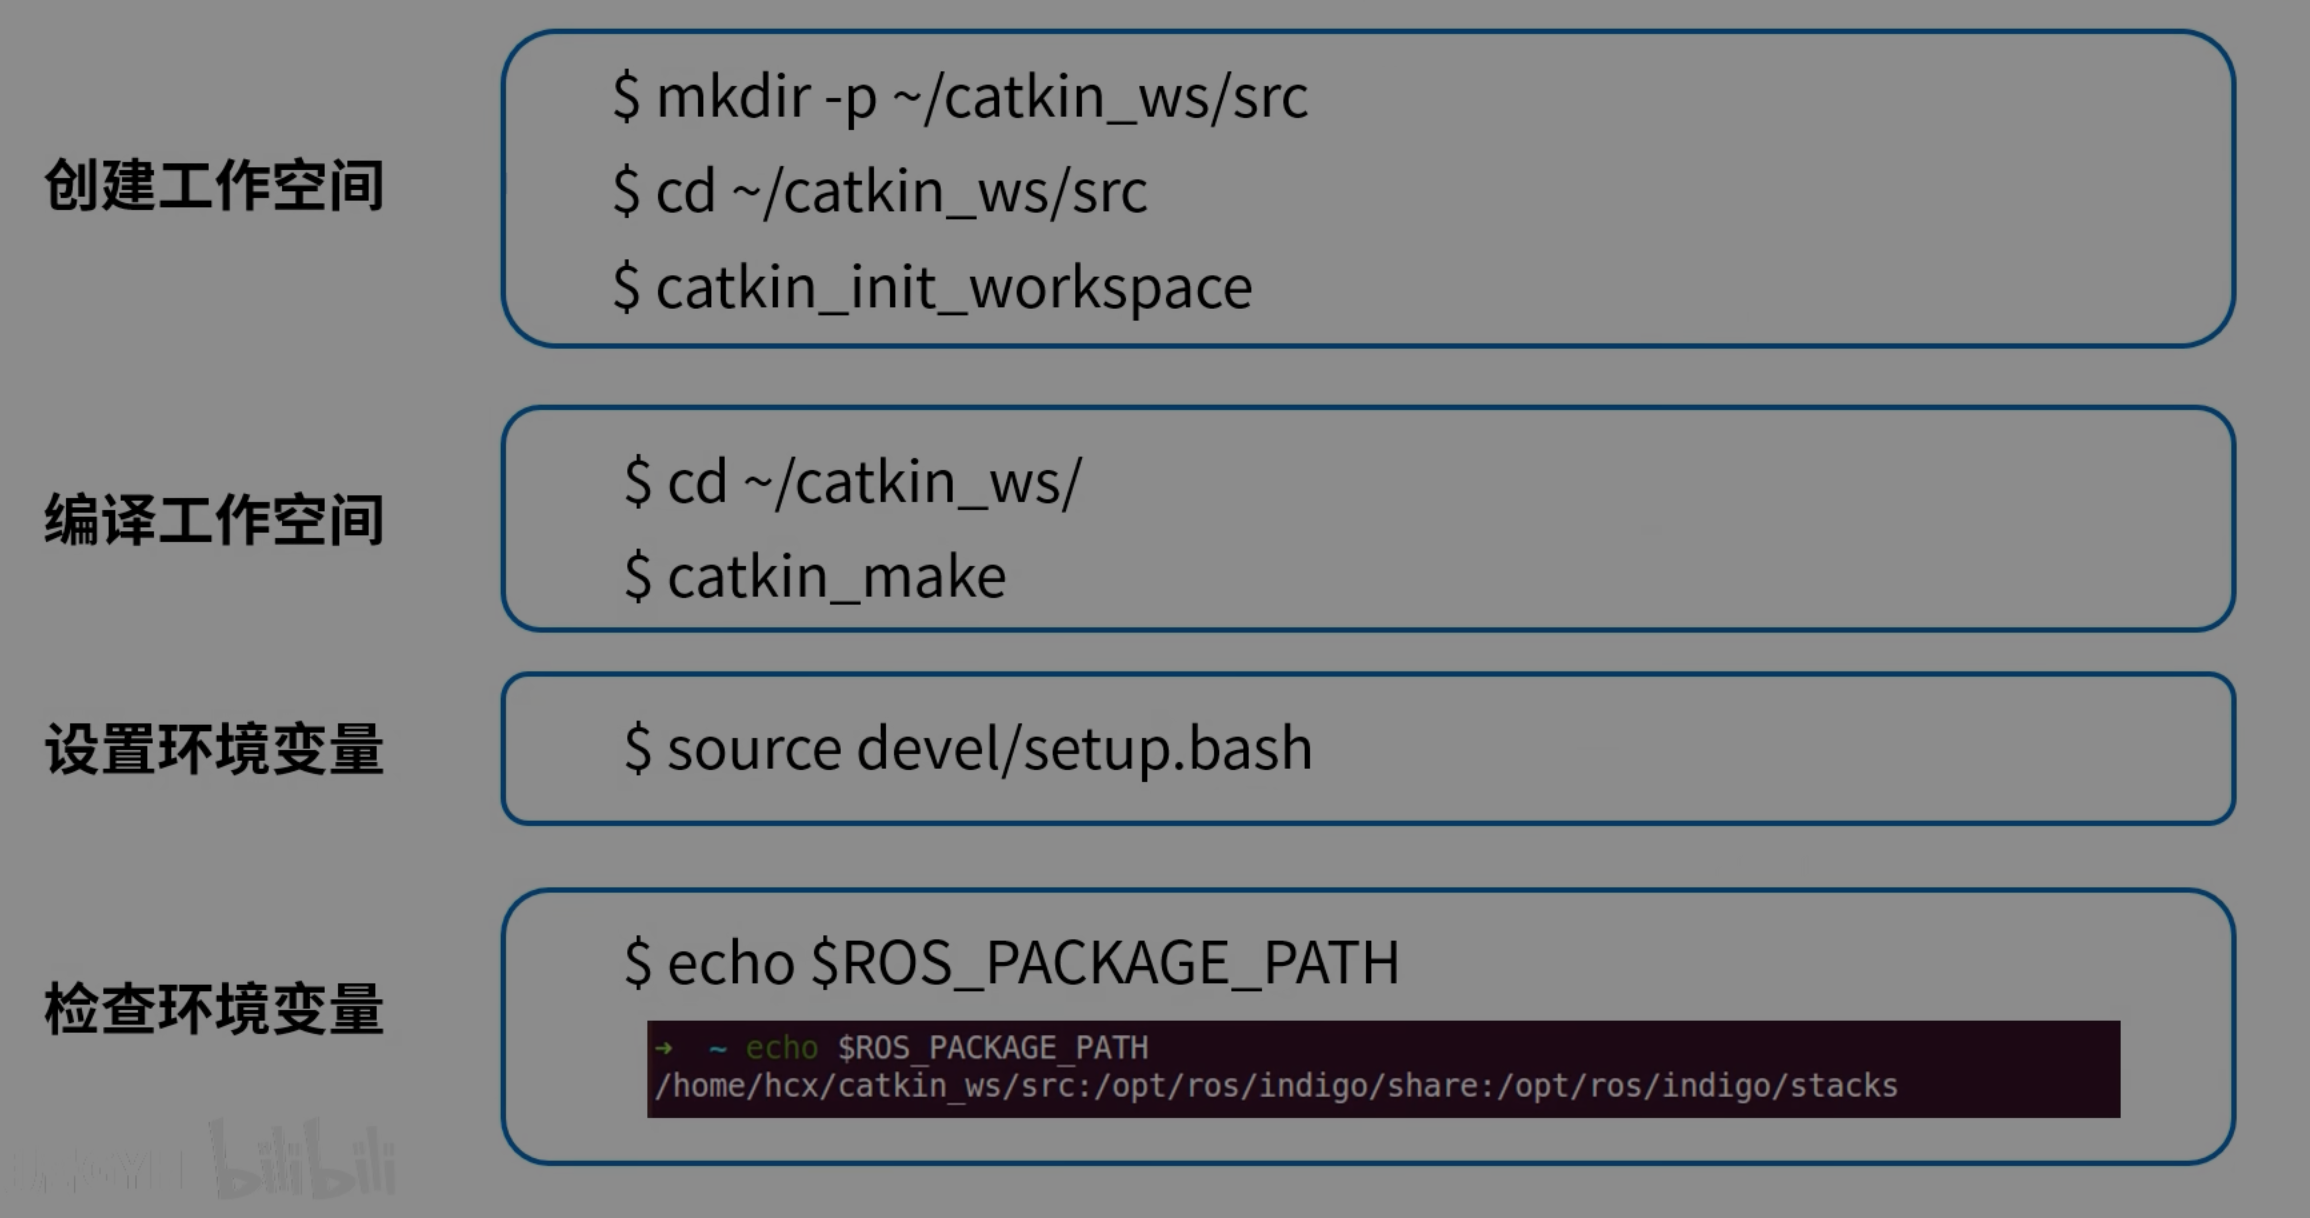 创建工作空间
$ mkdir -p ~/catkin_ws/src
$ cd ~/catkin_ws/src
$ catkin_init_workspace
编译工作空间
$ cd ~/catkin_ws/
$ catkin_make
设置环境变量
$ source devel/setup.bash
检查环境变量
$ echo $ROS_PACKAGE_PATH
➜ ~ echo $ROS_PACKAGE_PATH
/home/hcx/catkin_ws/src:/opt/ros/indigo/share:/opt/ros/indigo/stacks
bilibili